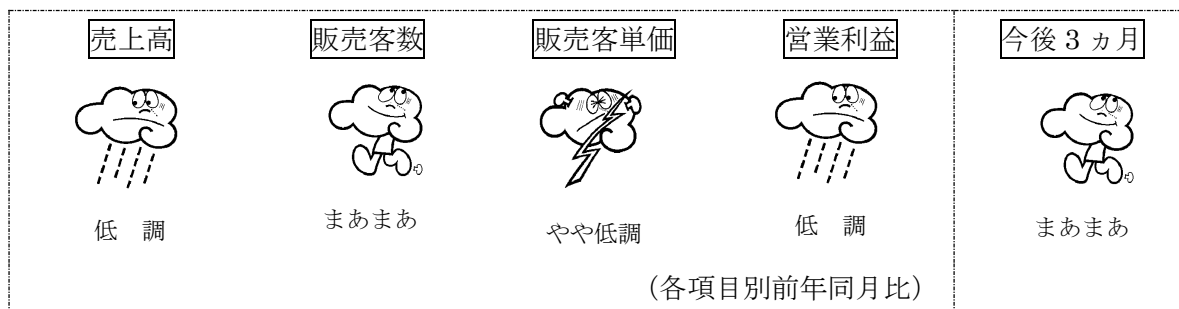 売上高 販売客数 販売客単価 営業利益 今後３ヵ月
低　調 まあまあ やや低調 低　調 まあまあ
（各項目別前年同月比）